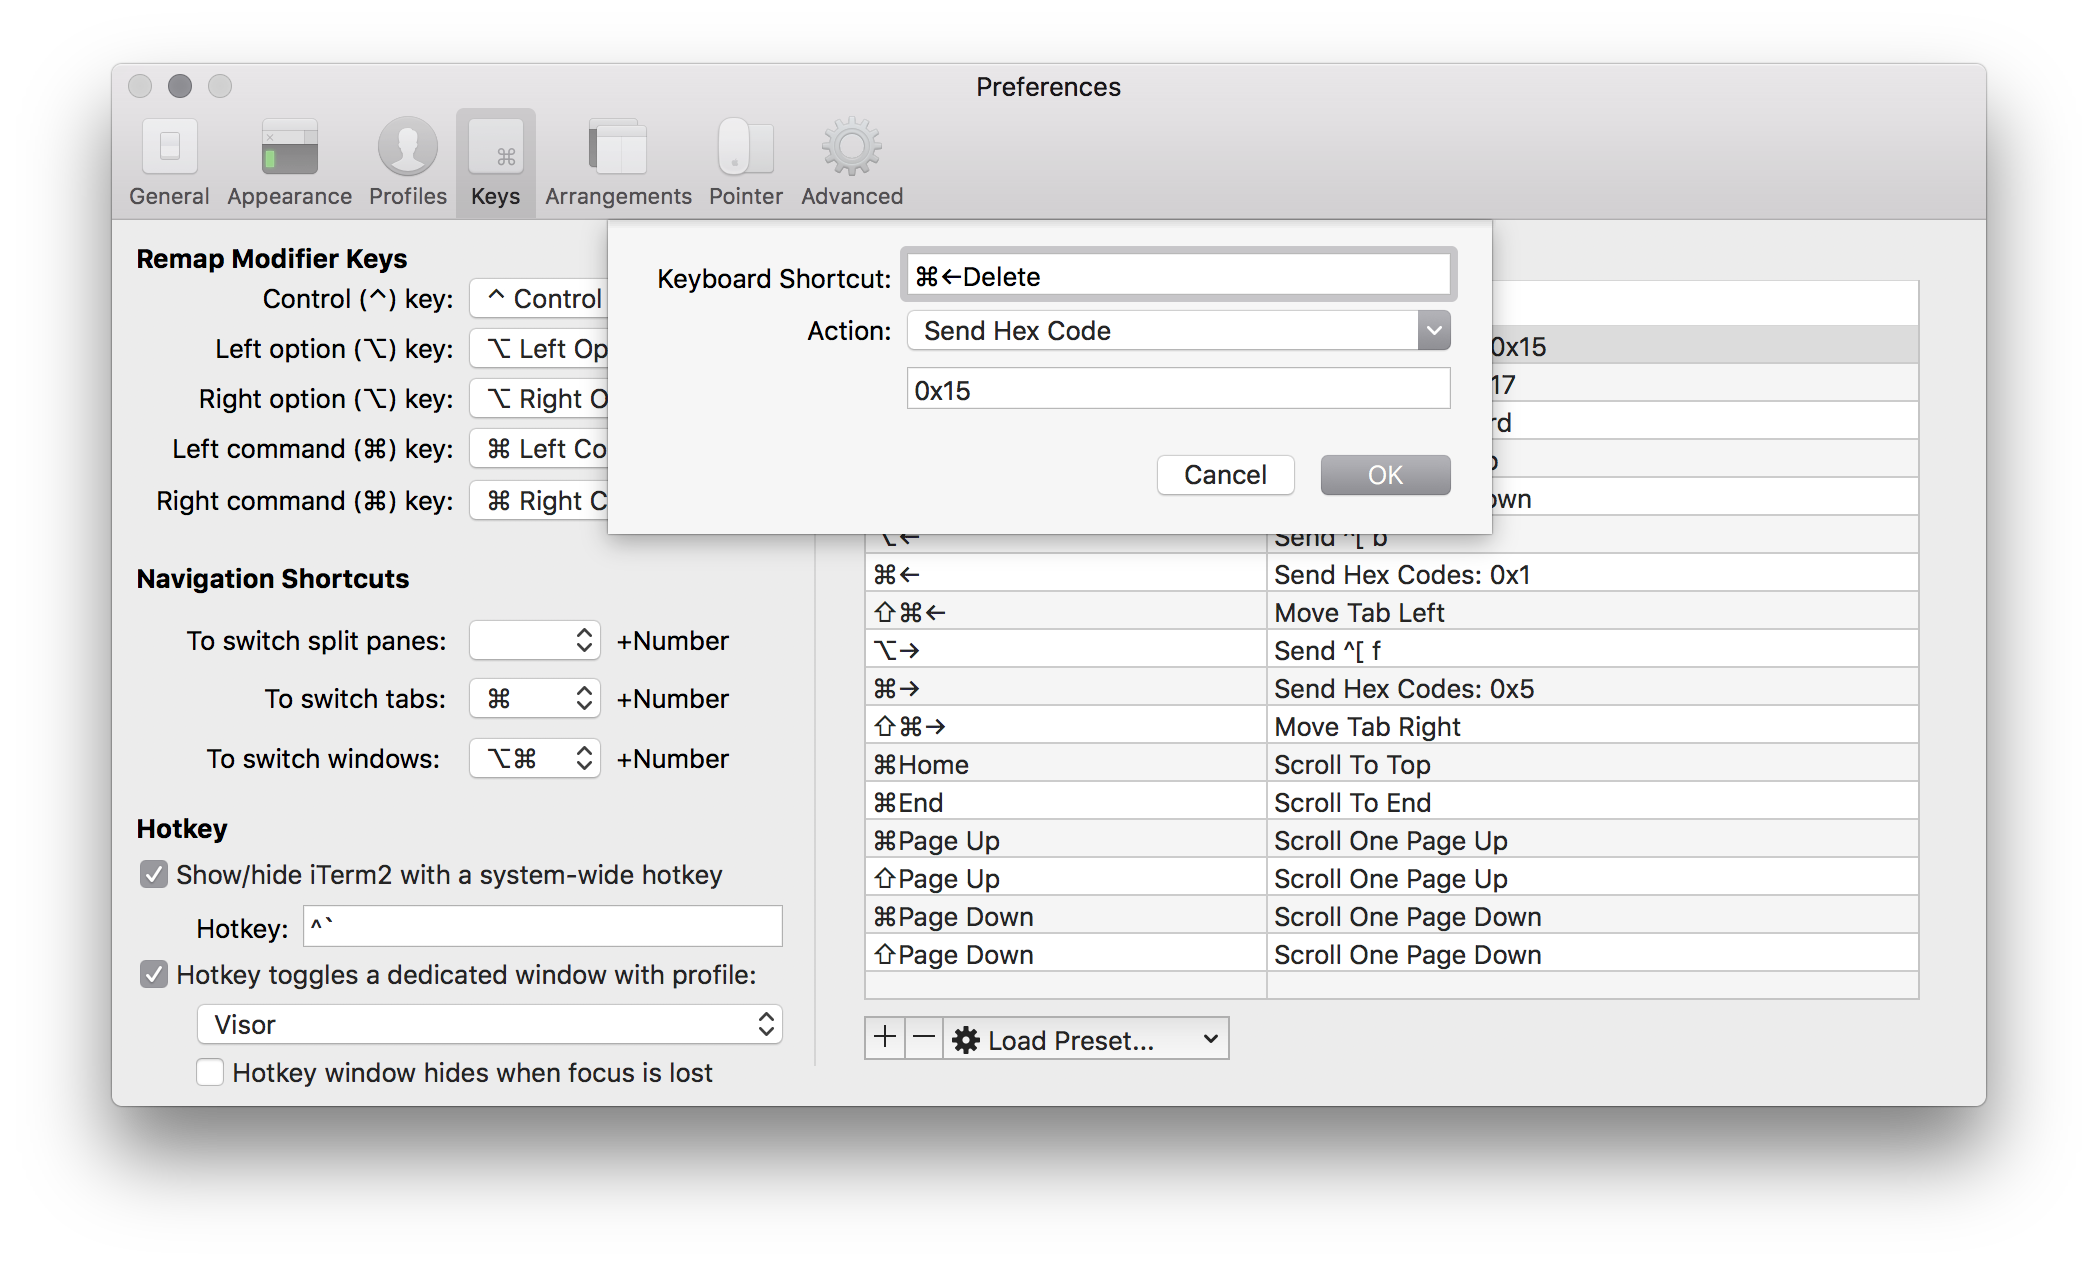 Preferences
General Appearance Profiles Keys Arrangements Pointer Advanced
Remap Modifier Keys
Control (^) key: ^ Control
Left option (⌥) key: ⌥ Left Op
Right option (⌥) key: ⌥ Right O
Left command (⌘) key: ⌘ Left Co
Right command (⌘) key: ⌘ Right C
Navigation Shortcuts
To switch split panes: +Number
To switch tabs: ⌘ +Number
To switch windows: ⌥⌘ +Number
Hotkey
Show/hide iTerm2 with a system-wide hotkey
Hotkey: ^`
Hotkey toggles a dedicated window with profile:
Visor
Hotkey window hides when focus is lost
Keyboard Shortcut: ⌘←Delete
Action: Send Hex Code
0x15
Cancel OK
0x15
17
rd
own
⌥← Send ^[ b
⌘← Send Hex Codes: 0x1
⇧⌘← Move Tab Left
⌥→ Send ^[ f
⌘→ Send Hex Codes: 0x5
⇧⌘→ Move Tab Right
⌘Home Scroll To Top
⌘End Scroll To End
⌘Page Up Scroll One Page Up
⇧Page Up Scroll One Page Up
⌘Page Down Scroll One Page Down
⇧Page Down Scroll One Page Down
+ − Load Preset...